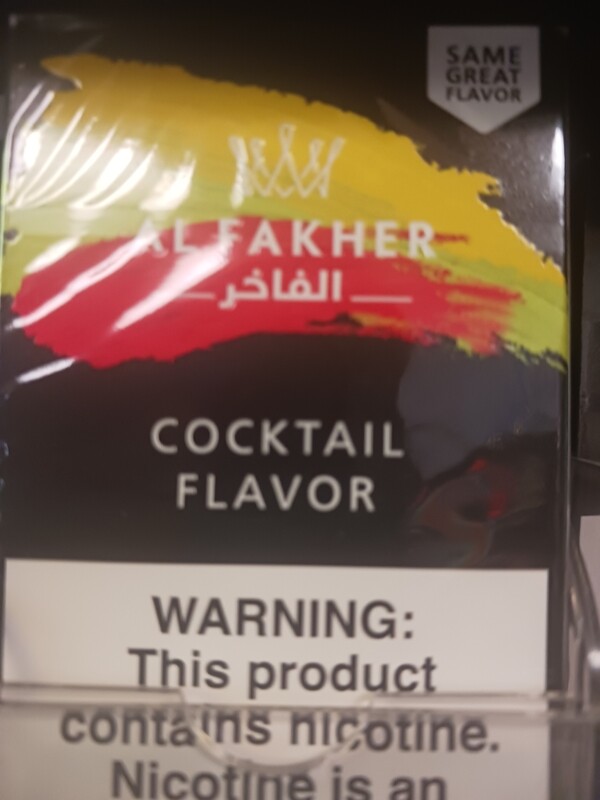 SAME
GREAT
FLAVOR
AL FAKHER
الفاخر
COCKTAIL
FLAVOR
WARNING:
This product
contains nicotine.
Nicotine is an